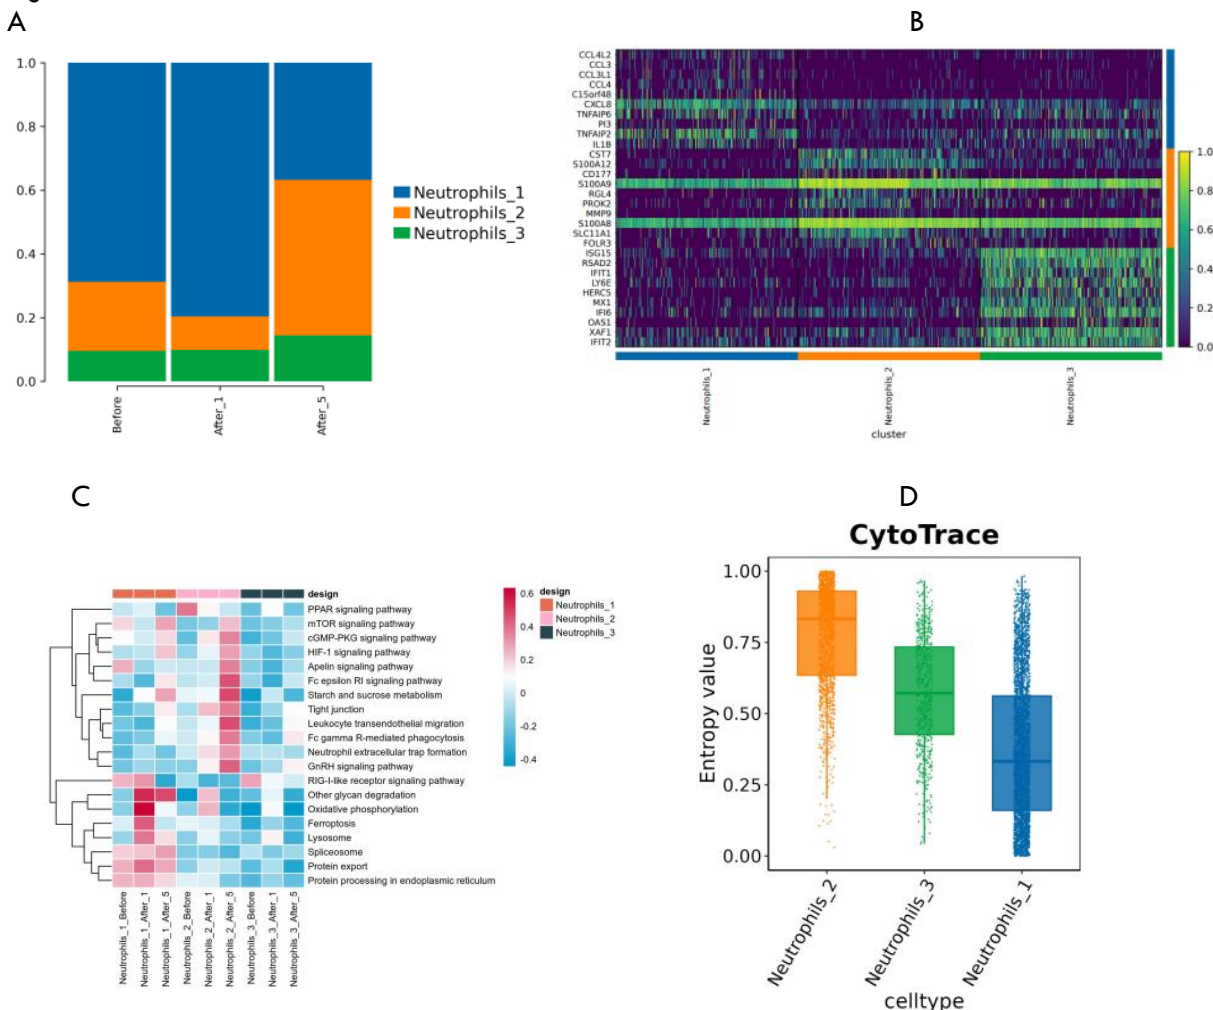 A
B
1.0
0.8
0.6
0.4
0.2
0.0
Before
After_1
After_5
Neutrophils_1
Neutrophils_2
Neutrophils_3
CCL4L2
CCL3
CCL3L1
CCL4
C15orf48
CXCL8
TNFAIP6
PI3
TNFAIP2
IL1B
CST7
S100A12
CD177
S100A9
RGL4
PROK2
MMP9
S100A8
SLC11A1
FOLR3
ISG15
RSAD2
IFIT1
LY6E
HERC5
MX1
IFI6
OAS1
XAF1
IFIT2
1.0
0.8
0.6
0.4
0.2
0.0
Neutrophils_1
Neutrophils_2
Neutrophils_3
cluster
C
D
design
PPAR signaling pathway
mTOR signaling pathway
cGMP-PKG signaling pathway
HIF-1 signaling pathway
Apelin signaling pathway
Fc epsilon RI signaling pathway
Starch and sucrose metabolism
Tight junction
Leukocyte transendothelial migration
Fc gamma R-mediated phagocytosis
Neutrophil extracellular trap formation
GnRH signaling pathway
RIG-I-like receptor signaling pathway
Other glycan degradation
Oxidative phosphorylation
Ferroptosis
Lysosome
Spliceosome
Protein export
Protein processing in endoplasmic reticulum
Neutrophils_1_Before
Neutrophils_1_After_1
Neutrophils_1_After_5
Neutrophils_2_Before
Neutrophils_2_After_1
Neutrophils_2_After_5
Neutrophils_3_Before
Neutrophils_3_After_1
Neutrophils_3_After_5
0.6
0.4
0.2
0
-0.2
-0.4
design
Neutrophils_1
Neutrophils_2
Neutrophils_3
CytoTrace
Entropy value
1.00
0.75
0.50
0.25
0.00
Neutrophils_2
Neutrophils_3
Neutrophils_1
celltype